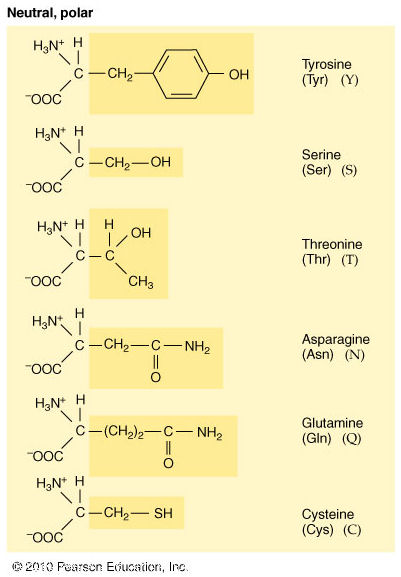 Neutral, polar
H₃N⁺ H
C—CH₂— —OH
⁻OOC
Tyrosine
(Tyr) (Y)
H₃N⁺ H
C—CH₂—OH
⁻OOC
Serine
(Ser) (S)
H₃N⁺ H H
OH
C—C
⁻OOC CH₃
Threonine
(Thr) (T)
H₃N⁺ H
C—CH₂—C—NH₂
⁻OOC O
Asparagine
(Asn) (N)
H₃N⁺ H
C—(CH₂)₂—C—NH₂
⁻OOC O
Glutamine
(Gln) (Q)
H₃N⁺ H
C—CH₂—SH
⁻OOC
Cysteine
(Cys) (C)
© 2010 Pearson Education, Inc.